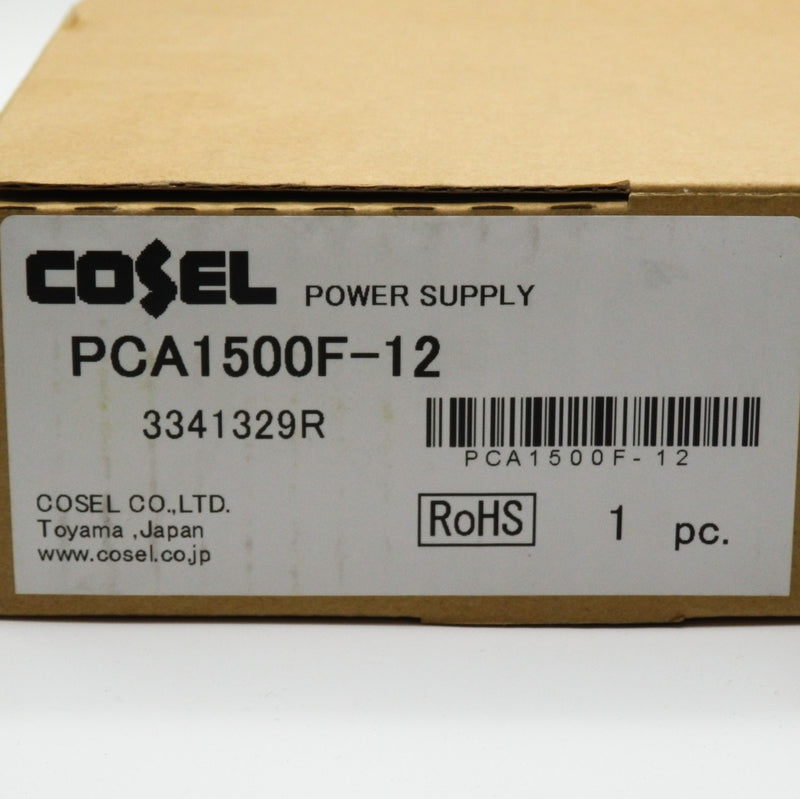 COSEL POWER SUPPLY
PCA1500F-12
3341329R
PCA1500F-12
COSEL CO.,LTD.
Toyama ,Japan
www.cosel.co.jp
RoHS 1 pc.